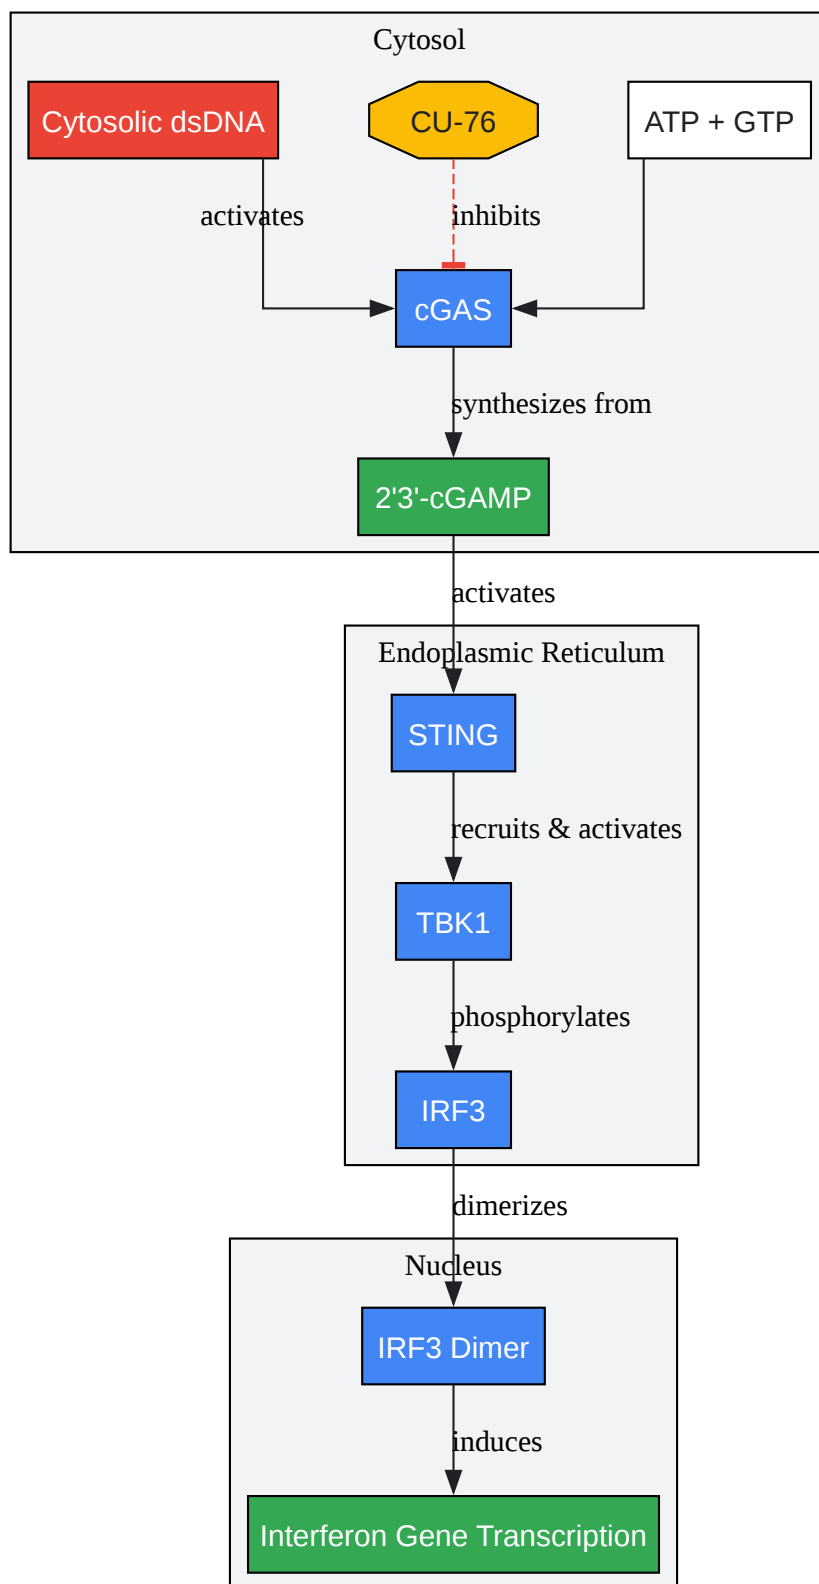 Cytosol
Cytosolic dsDNA
CU-76
ATP + GTP
activates
inhibits
cGAS
synthesizes from
2'3'-cGAMP
activates
Endoplasmic Reticulum
STING
recruits & activates
TBK1
phosphorylates
IRF3
dimerizes
Nucleus
IRF3 Dimer
induces
Interferon Gene Transcription